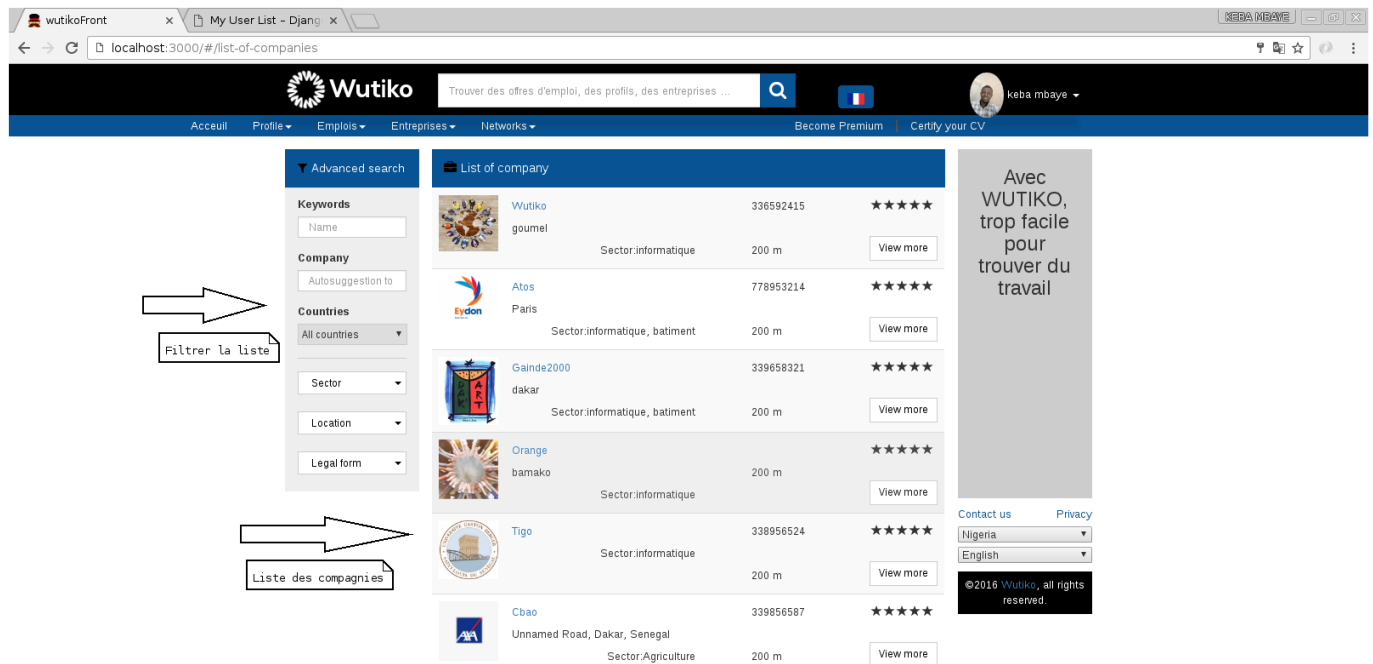 wutikoFront
My User List - Djang
KEBA MBAYE
localhost:3000/#/list-of-companies
Wutiko
Trouver des offres d'emploi, des profils, des entreprises ...
keba mbaye
Acceuil Profile Emplois Entreprises Networks Become Premium Certify your CV
Advanced search
Keywords
Name
Company
Autosuggestion to
Countries
All countries
Sector
Location
Legal form
Filtrer la liste
Liste des compagnies
List of company
Wutiko 336592415 ★★★★★
goumel
Sector:informatique 200 m View more
Eydon
Atos 778953214 ★★★★★
Paris
Sector:informatique, batiment 200 m View more
DAK
ART
Gainde2000 339658321 ★★★★★
dakar
Sector:informatique, batiment 200 m View more
Orange ★★★★★
bamako 200 m
Sector:informatique View more
Tigo 338956524 ★★★★★
Sector:informatique
200 m View more
AXA
Cbao 339856587 ★★★★★
Unnamed Road, Dakar, Senegal
Sector:Agriculture 200 m View more
Avec
WUTIKO,
trop facile
pour
trouver du
travail
Contact us Privacy
Nigeria
English
©2016 Wutiko, all rights
reserved.